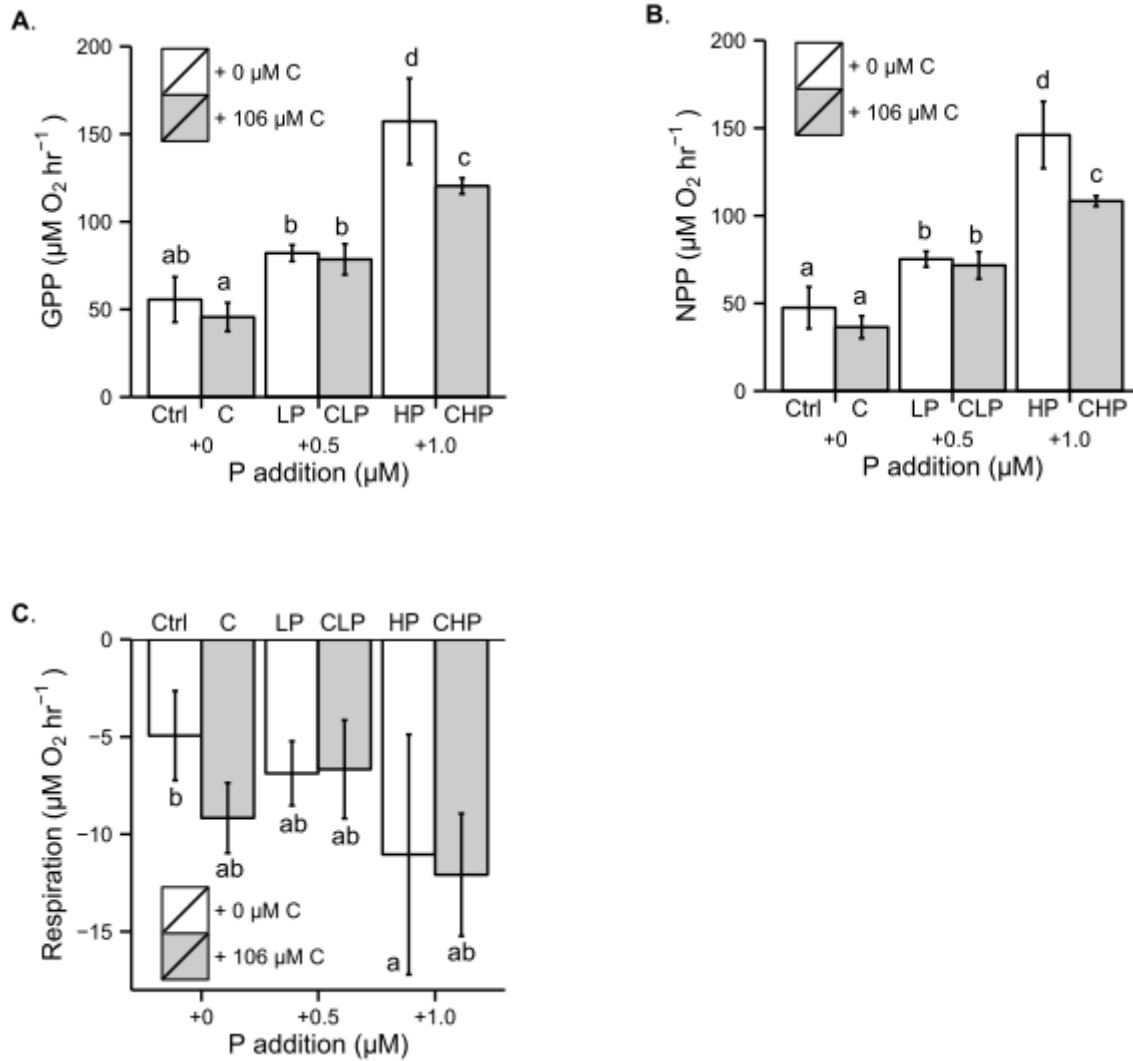 A.
GPP (µM O₂ hr⁻¹)
200
150
100
50
0
+ 0 µM C
+ 106 µM C
ab
a
b
b
d
c
Ctrl C LP CLP HP CHP
+0 +0.5 +1.0
P addition (µM)
B.
NPP (µM O₂ hr⁻¹)
200
150
100
50
0
+ 0 µM C
+ 106 µM C
a
a
b
b
d
c
Ctrl C LP CLP HP CHP
+0 +0.5 +1.0
P addition (µM)
C.
Ctrl C LP CLP HP CHP
Respiration (µM O₂ hr⁻¹)
0
−5
−10
−15
b
ab
ab
ab
a
ab
+ 0 µM C
+ 106 µM C
+0 +0.5 +1.0
P addition (µM)